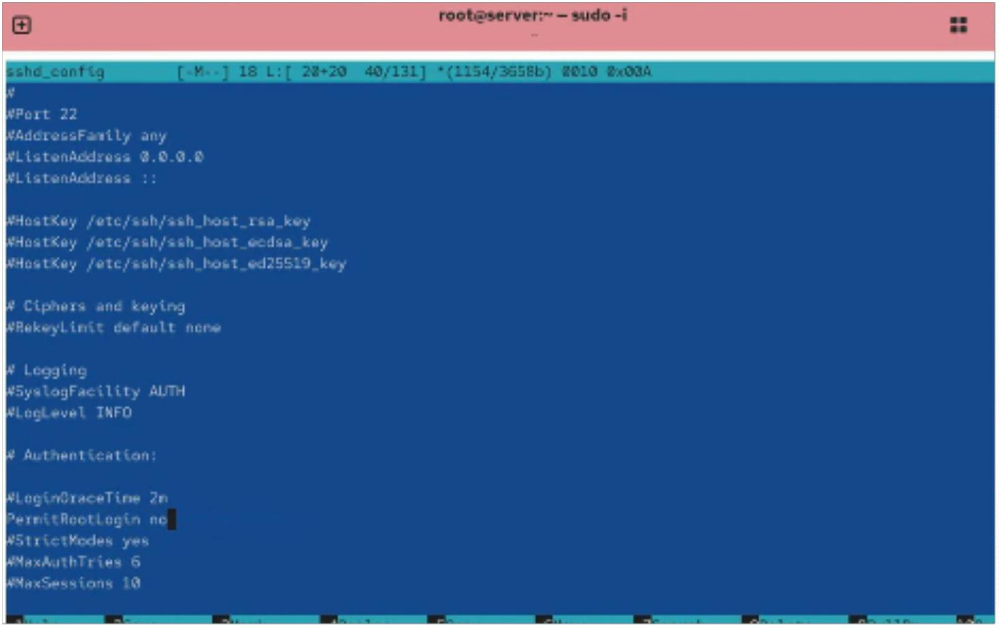 root@server:~ — sudo -i
sshd_config [-M--] 18 L:[ 20+20 40/131] *(1154/3658b) 0010 0x00A
#
#Port 22
#AddressFamily any
#ListenAddress 0.0.0.0
#ListenAddress ::
#HostKey /etc/ssh/ssh_host_rsa_key
#HostKey /etc/ssh/ssh_host_ecdsa_key
#HostKey /etc/ssh/ssh_host_ed25519_key
# Ciphers and keying
#RekeyLimit default none
# Logging
#SyslogFacility AUTH
#LogLevel INFO
# Authentication:
#LoginGraceTime 2m
PermitRootLogin no
#StrictModes yes
#MaxAuthTries 6
#MaxSessions 10